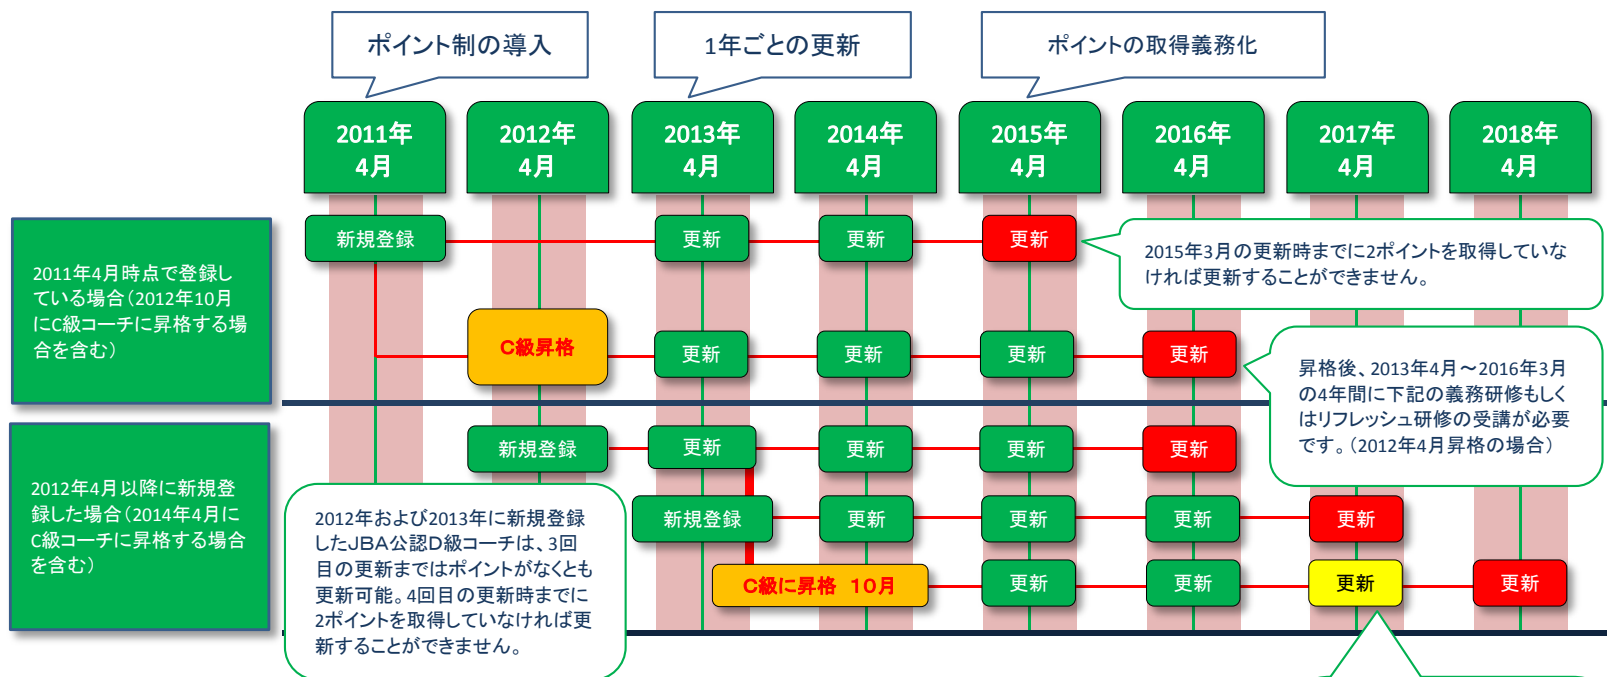 ポイント制の導入
1年ごとの更新
ポイントの取得義務化
2011年
4月
2012年
4月
2013年
4月
2014年
4月
2015年
4月
2016年
4月
2017年
4月
2018年
4月
2011年4月時点で登録し
ている場合（2012年10月
にC級コーチに昇格する場
合を含む）
新規登録
更新
更新
更新
2015年3月の更新時までに2ポイントを取得していな
ければ更新することができません。
C級昇格
更新
更新
更新
更新
昇格後、2013年4月～2016年3月
の4年間に下記の義務研修もしく
はリフレッシュ研修の受講が必要
です。（2012年4月昇格の場合）
2012年4月以降に新規登
録した場合（2014年4月に
C級コーチに昇格する場合
を含む）
新規登録
更新
更新
更新
更新
新規登録
更新
更新
更新
更新
C級に昇格　10月
更新
更新
更新
更新
2012年および2013年に新規登録
したJBA公認D級コーチは、3回
目の更新まではポイントがなくとも
更新可能。4回目の更新時までに
2ポイントを取得していなければ更
新することができません。